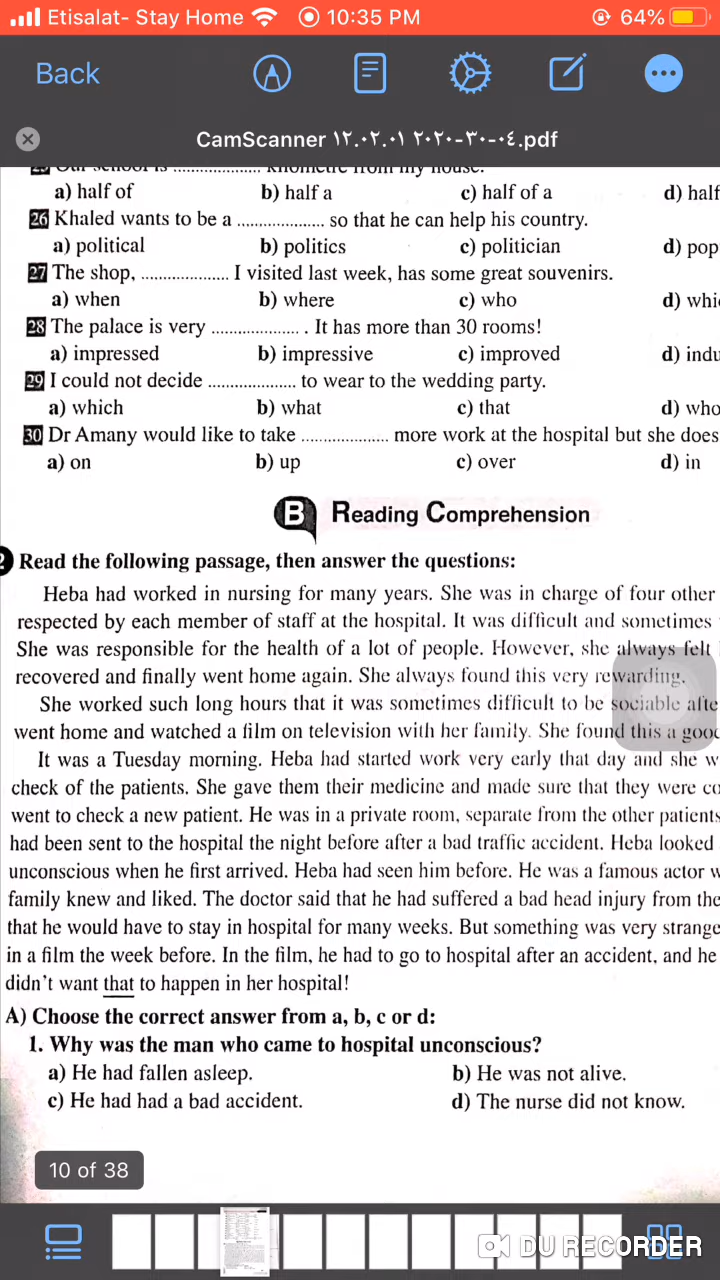 Etisalat- Stay Home 10:35 PM 64%
Back
CamScanner ١٢.٠٢.٠١ ٢٠٢٠-٣٠-٠٤.pdf
25 Our school is .................... kilometre from my house.
a) half of b) half a c) half of a d) half
26 Khaled wants to be a .................. so that he can help his country.
a) political b) politics c) politician d) pop
27 The shop, .................. I visited last week, has some great souvenirs.
a) when b) where c) who d) whi
28 The palace is very .................. . It has more than 30 rooms!
a) impressed b) impressive c) improved d) indu
29 I could not decide .................. to wear to the wedding party.
a) which b) what c) that d) who
30 Dr Amany would like to take .................. more work at the hospital but she does
a) on b) up c) over d) in
B Reading Comprehension
2 Read the following passage, then answer the questions:
Heba had worked in nursing for many years. She was in charge of four other
respected by each member of staff at the hospital. It was difficult and sometimes
She was responsible for the health of a lot of people. However, she always felt
recovered and finally went home again. She always found this very rewarding.
She worked such long hours that it was sometimes difficult to be sociable afte
went home and watched a film on television with her family. She found this a good
It was a Tuesday morning. Heba had started work very early that day and she w
check of the patients. She gave them their medicine and made sure that they were co
went to check a new patient. He was in a private room, separate from the other patients
had been sent to the hospital the night before after a bad traffic accident. Heba looked
unconscious when he first arrived. Heba had seen him before. He was a famous actor w
family knew and liked. The doctor said that he had suffered a bad head injury from the
that he would have to stay in hospital for many weeks. But something was very strange
in a film the week before. In the film, he had to go to hospital after an accident, and he
didn't want that to happen in her hospital!
A) Choose the correct answer from a, b, c or d:
1. Why was the man who came to hospital unconscious?
a) He had fallen asleep. b) He was not alive.
c) He had had a bad accident. d) The nurse did not know.
10 of 38
DU RECORDER